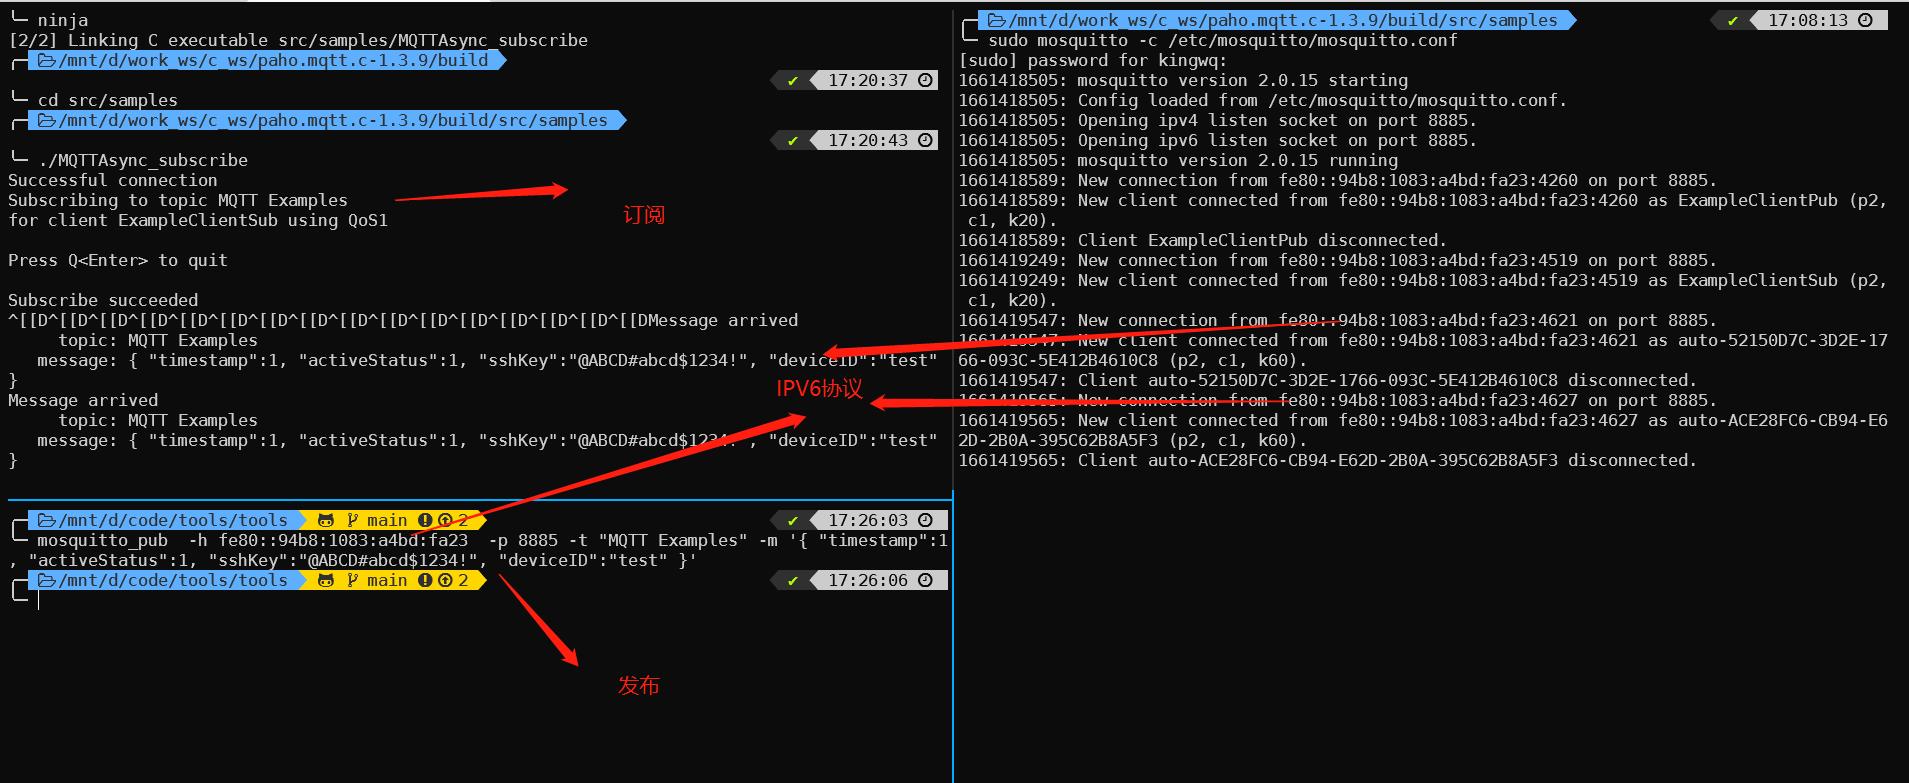 ninja
[2/2] Linking C executable src/samples/MQTTAsync_subscribe
/mnt/d/work_ws/c_ws/paho.mqtt.c-1.3.9/build
17:20:37
cd src/samples
/mnt/d/work_ws/c_ws/paho.mqtt.c-1.3.9/build/src/samples
17:20:43
./MQTTAsync_subscribe
Successful connection
Subscribing to topic MQTT Examples
for client ExampleClientSub using QoS1
订阅
Press Q<Enter> to quit
Subscribe succeeded
^[[D^[[D^[[D^[[D^[[D^[[D^[[D^[[D^[[D^[[D^[[D^[[D^[[D^[[D^[[D^[[DMessage arrived
topic: MQTT Examples
message: { "timestamp":1, "activeStatus":1, "sshKey":"@ABCD#abcd$1234!", "deviceID":"test"
}
IPV6协议
Message arrived
topic: MQTT Examples
message: { "timestamp":1, "activeStatus":1, "sshKey":"@ABCD#abcd$1234!", "deviceID":"test"
}
/mnt/d/code/tools/tools main 2 17:26:03
mosquitto_pub -h fe80::94b8:1083:a4bd:fa23 -p 8885 -t "MQTT Examples" -m '{ "timestamp":1
, "activeStatus":1, "sshKey":"@ABCD#abcd$1234!", "deviceID":"test" }'
/mnt/d/code/tools/tools main 2 17:26:06
发布
/mnt/d/work_ws/c_ws/paho.mqtt.c-1.3.9/build/src/samples 17:08:13
sudo mosquitto -c /etc/mosquitto/mosquitto.conf
[sudo] password for kingwq:
1661418505: mosquitto version 2.0.15 starting
1661418505: Config loaded from /etc/mosquitto/mosquitto.conf.
1661418505: Opening ipv4 listen socket on port 8885.
1661418505: Opening ipv6 listen socket on port 8885.
1661418505: mosquitto version 2.0.15 running
1661418589: New connection from fe80::94b8:1083:a4bd:fa23:4260 on port 8885.
1661418589: New client connected from fe80::94b8:1083:a4bd:fa23:4260 as ExampleClientPub (p2,
c1, k20).
1661418589: Client ExampleClientPub disconnected.
1661419249: New connection from fe80::94b8:1083:a4bd:fa23:4519 on port 8885.
1661419249: New client connected from fe80::94b8:1083:a4bd:fa23:4519 as ExampleClientSub (p2,
c1, k20).
1661419547: New connection from fe80::94b8:1083:a4bd:fa23:4621 on port 8885.
1661419547: New client connected from fe80::94b8:1083:a4bd:fa23:4621 as auto-52150D7C-3D2E-17
66-093C-5E412B4610C8 (p2, c1, k60).
1661419547: Client auto-52150D7C-3D2E-1766-093C-5E412B4610C8 disconnected.
1661419565: New connection from fe80::94b8:1083:a4bd:fa23:4627 on port 8885.
1661419565: New client connected from fe80::94b8:1083:a4bd:fa23:4627 as auto-ACE28FC6-CB94-E6
2D-2B0A-395C62B8A5F3 (p2, c1, k60).
1661419565: Client auto-ACE28FC6-CB94-E62D-2B0A-395C62B8A5F3 disconnected.